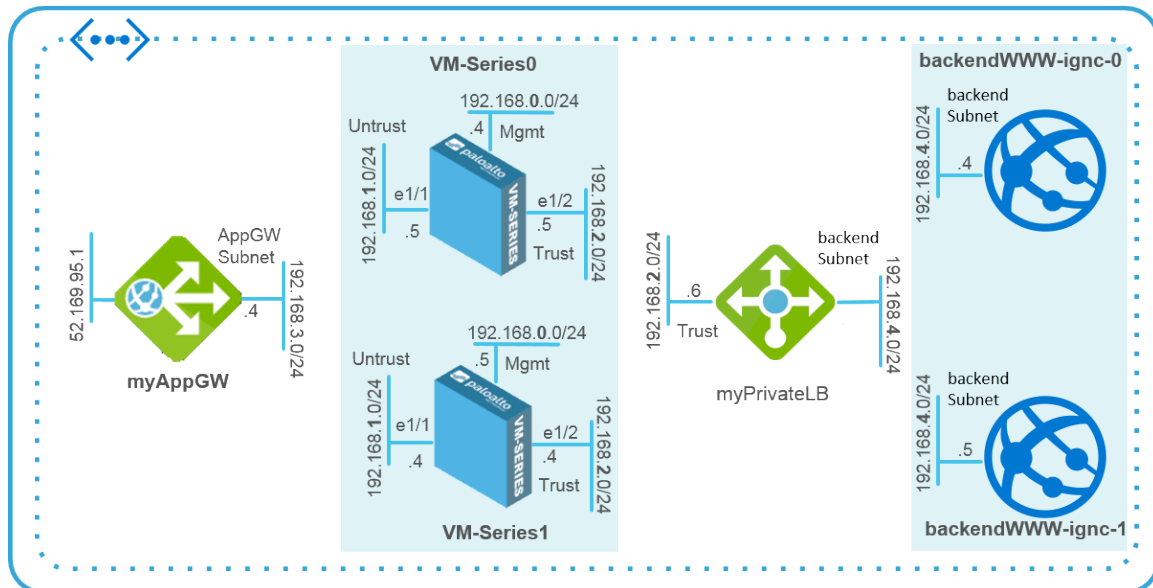 VM-Series0
192.168.0.0/24
.4
Mgmt
Untrust
192.168.1.0/24
e1/1
.5
paloalto
VM-SERIES
e1/2
.5
Trust
192.168.2.0/24
52.169.95.1
AppGW
Subnet
.4
192.168.3.0/24
myAppGW
192.168.0.0/24
.5
Mgmt
Untrust
192.168.1.0/24
e1/1
.4
paloalto
VM-SERIES
e1/2
.4
Trust
192.168.2.0/24
VM-Series1
192.168.2.0/24
.6
Trust
backend
Subnet
192.168.4.0/24
myPrivateLB
backendWWW-ignc-0
backend
Subnet
192.168.4.0/24
.4
backend
Subnet
192.168.4.0/24
.5
backendWWW-ignc-1